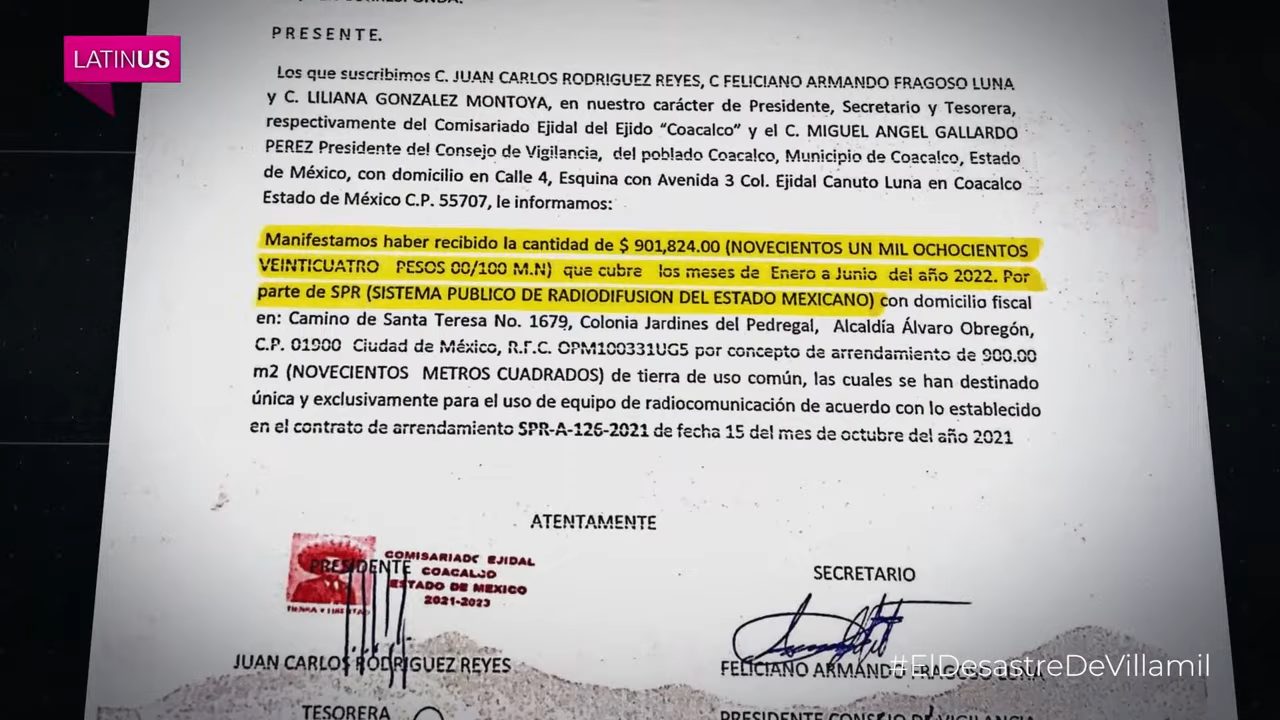 LATINUS
PRESENTE.
Los que suscribimos C. JUAN CARLOS RODRIGUEZ REYES, C FELICIANO ARMANDO FRAGOSO LUNA
y C. LILIANA GONZALEZ MONTOYA, en nuestro carácter de Presidente, Secretario y Tesorera,
respectivamente del Comisariado Ejidal del Ejido "Coacalco" y el C. MIGUEL ANGEL GALLARDO
PEREZ Presidente del Consejo de Vigilancia, del poblado Coacalco, Municipio de Coacalco, Estado
de México, con domicilio en Calle 4, Esquina con Avenida 3 Col. Ejidal Canuto Luna en Coacalco
Estado de México C.P. 55707, le informamos:
Manifestamos haber recibido la cantidad de $ 901,824.00 (NOVECIENTOS UN MIL OCHOCIENTOS
VEINTICUATRO PESOS 00/100 M.N) que cubre los meses de Enero a Junio del año 2022. Por
parte de SPR (SISTEMA PUBLICO DE RADIODIFUSION DEL ESTADO MEXICANO) con domicilio fiscal
en: Camino de Santa Teresa No. 1679, Colonia Jardines del Pedregal, Alcaldía Álvaro Obregón,
C.P. 01900 Ciudad de México, R.F.C. OPM100331UG5 por concepto de arrendamiento de 900.00
m2 (NOVECIENTOS METROS CUADRADOS) de tierra de uso común, las cuales se han destinado
única y exclusivamente para el uso de equipo de radiocomunicación de acuerdo con lo establecido
en el contrato de arrendamiento SPR-A-126-2021 de fecha 15 del mes de octubre del año 2021
ATENTAMENTE
PRESIDENTE
COMISARIADO EJIDAL
COACALCO
ESTADO DE MEXICO
2021-2023
TIERRA Y LIBERTAD
SECRETARIO
JUAN CARLOS RODRIGUEZ REYES
FELICIANO ARMANDO FRAGOSO LUNA
#ElDesastreDeVillamil
TESORERA
PRESIDENTE CONSEJO DE VIGILANCIA